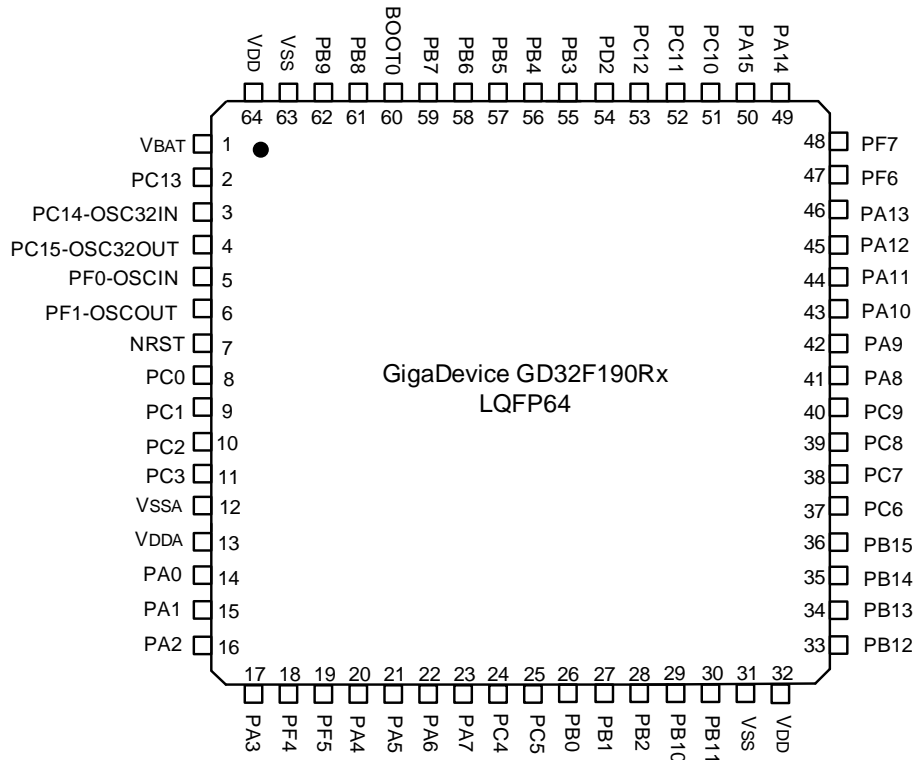 VDD
VSS
PB9
PB8
BOOT0
PB7
PB6
PB5
PB4
PB3
PD2
PC12
PC11
PC10
PA15
PA14
64 63 62 61 60 59 58 57 56 55 54 53 52 51 50 49
VBAT 1
PC13 2
PC14-OSC32IN 3
PC15-OSC32OUT 4
PF0-OSCIN 5
PF1-OSCOUT 6
NRST 7
PC0 8
PC1 9
PC2 10
PC3 11
VSSA 12
VDDA 13
PA0 14
PA1 15
PA2 16
GigaDevice GD32F190Rx
LQFP64
48 PF7
47 PF6
46 PA13
45 PA12
44 PA11
43 PA10
42 PA9
41 PA8
40 PC9
39 PC8
38 PC7
37 PC6
36 PB15
35 PB14
34 PB13
33 PB12
17 18 19 20 21 22 23 24 25 26 27 28 29 30 31 32
PA3
PF4
PF5
PA4
PA5
PA6
PA7
PC4
PC5
PB0
PB1
PB2
PB10
PB11
VSS
VDD